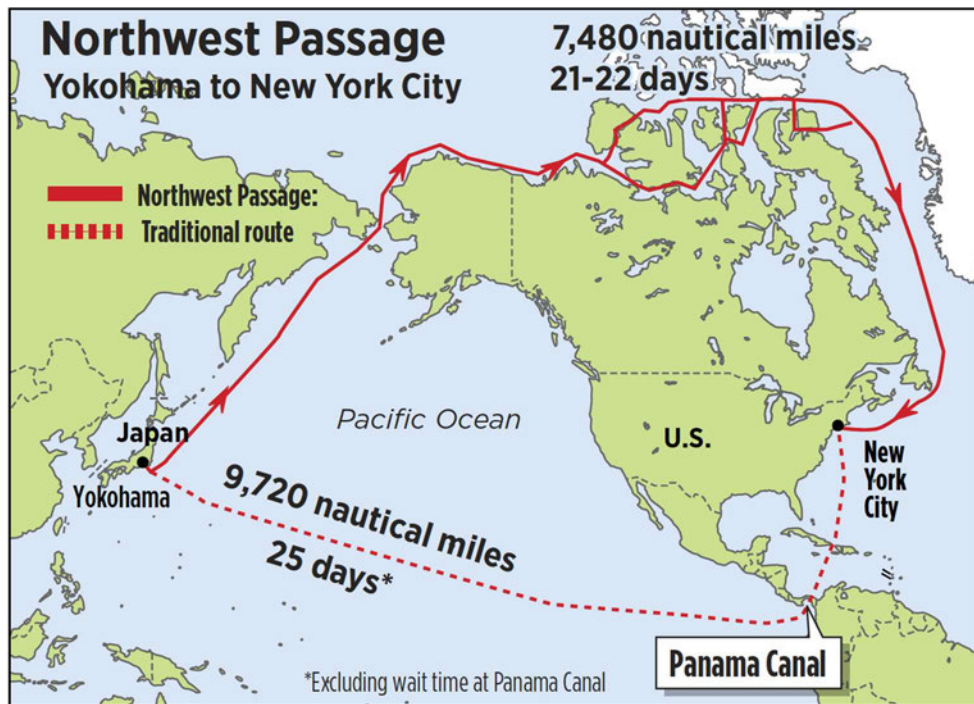 Northwest Passage
Yokohama to New York City
7,480 nautical miles
21-22 days
Northwest Passage:
Traditional route
Pacific Ocean
Japan
Yokohama
U.S.
New
York
City
9,720 nautical miles
25 days*
Panama Canal
*Excluding wait time at Panama Canal